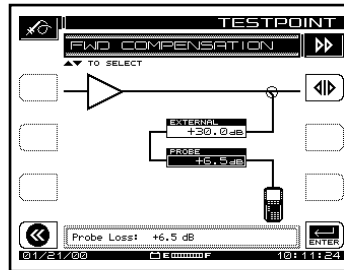 TESTPOINT
FWD COMPENSATION
▲▼ TO SELECT
EXTERNAL
+30.0dB
PROBE
+6.5dB
Probe Loss: +6.5 dB
ENTER
01/21/00 E F 10:11:24